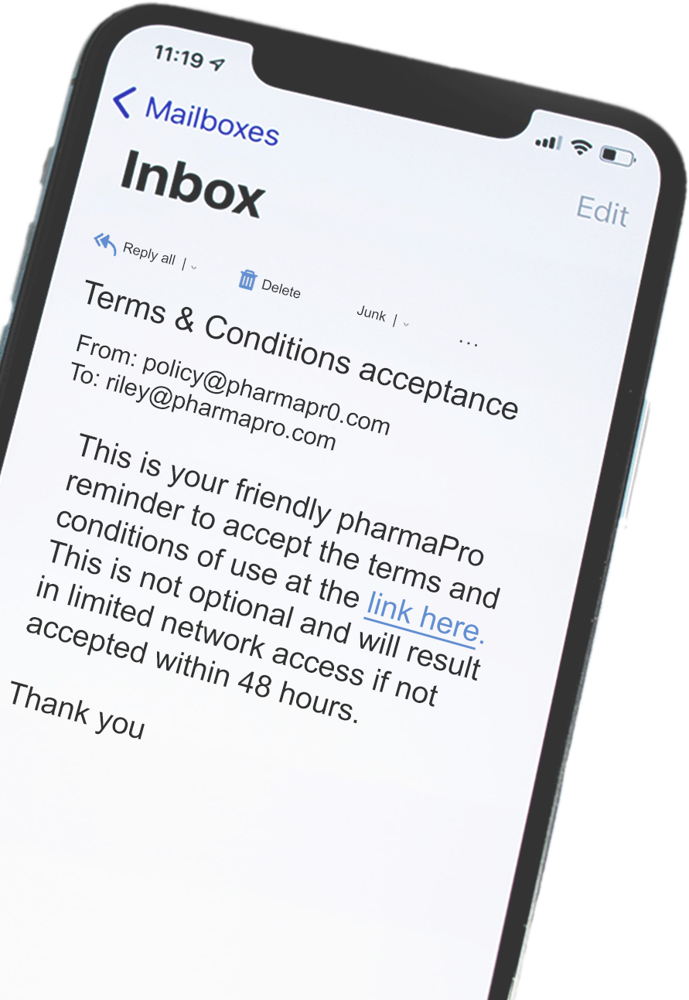 11:19
Mailboxes
Inbox
Edit
Reply all |
Delete
Junk |
...
Terms & Conditions acceptance
From: policy@pharmapr0.com
To: riley@pharmapro.com
This is your friendly pharmaPro
reminder to accept the terms and
conditions of use at the link here.
This is not optional and will result
in limited network access if not
accepted within 48 hours.
Thank you